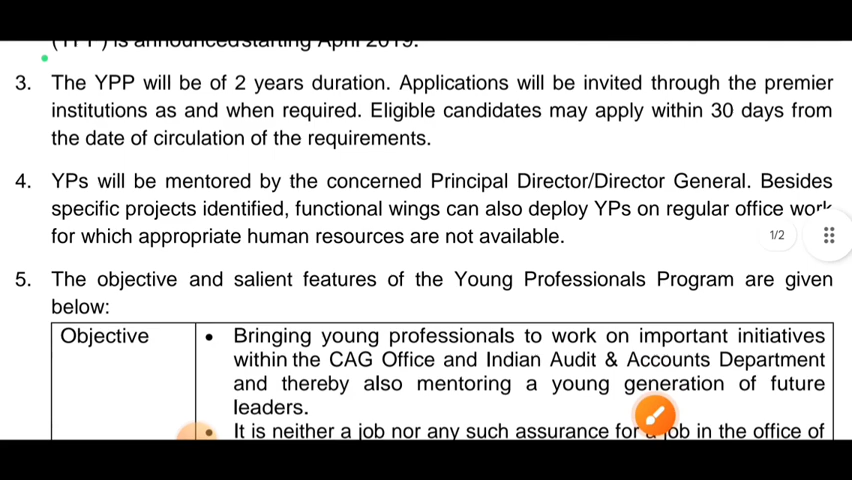 (YPP) is announced starting April 2019.
3. The YPP will be of 2 years duration. Applications will be invited through the premier
institutions as and when required. Eligible candidates may apply within 30 days from
the date of circulation of the requirements.
4. YPs will be mentored by the concerned Principal Director/Director General. Besides
specific projects identified, functional wings can also deploy YPs on regular office work
for which appropriate human resources are not available.
1/2
5. The objective and salient features of the Young Professionals Program are given
below:
Objective
• Bringing young professionals to work on important initiatives
within the CAG Office and Indian Audit & Accounts Department
and thereby also mentoring a young generation of future
leaders.
• It is neither a job nor any such assurance for a job in the office of